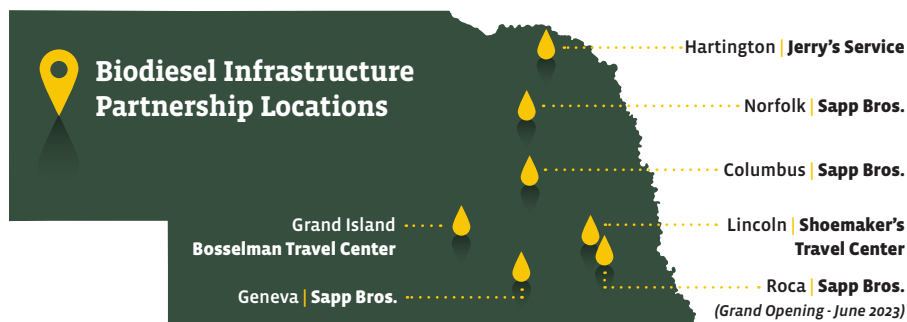 Biodiesel Infrastructure
Partnership Locations
Hartington | Jerry's Service
Norfolk | Sapp Bros.
Columbus | Sapp Bros.
Grand Island
Bosselman Travel Center
Lincoln | Shoemaker's
Travel Center
Geneva | Sapp Bros.
Roca | Sapp Bros.
(Grand Opening - June 2023)